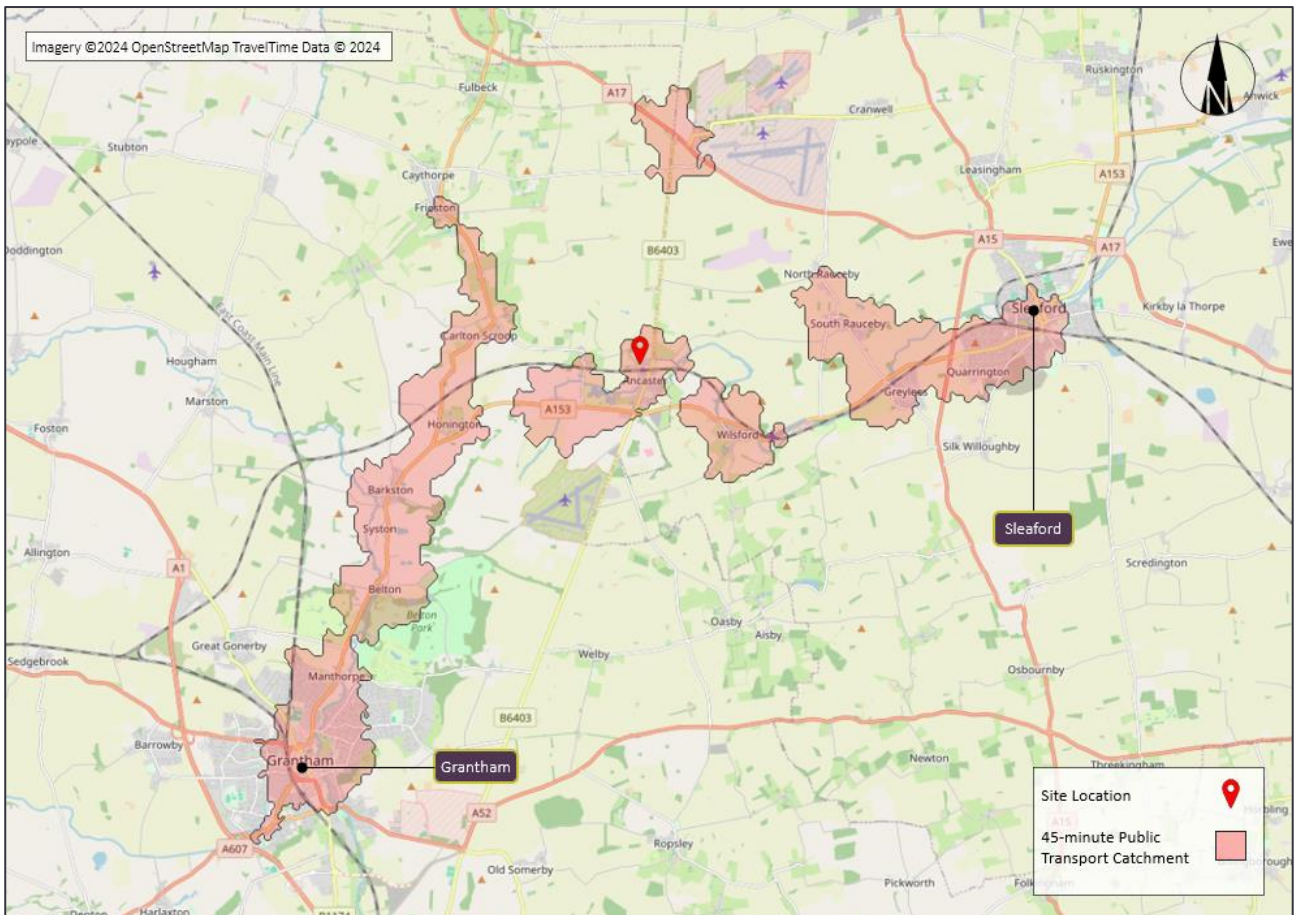 Imagery ©2024 OpenStreetMap TravelTime Data © 2024
Ruskington
Fulbeck
A17
Cranwell
Anwick
Stubton
Leasingham
A153
Caythorpe
Frieston
Doddington
B6403
A15
A17
North Rauceby
Kirkby la Thorpe
East Coast Main Line
Sleaford
South Rauceby
Carlton Scroop
Hougham
Ancaster
Quarrington
Greylees
Marston
A153
Honington
Foston
Wilsford
Silk Willoughby
Barkston
Syston
Sleaford
Allington
A1
Scredington
Belton
Belton
Park
Oasby
Aisby
Great Gonerby
Welby
Sedgebrook
Osbournby
Manthorpe
B6403
Barrowby
Grantham
Grantham
Newton
Threekingham
Site Location
A52
A15
45-minute Public
Transport Catchment
A607
Ropsley
Old Somerby
Pickworth
Folkingham
Harlaxton
B1174
N